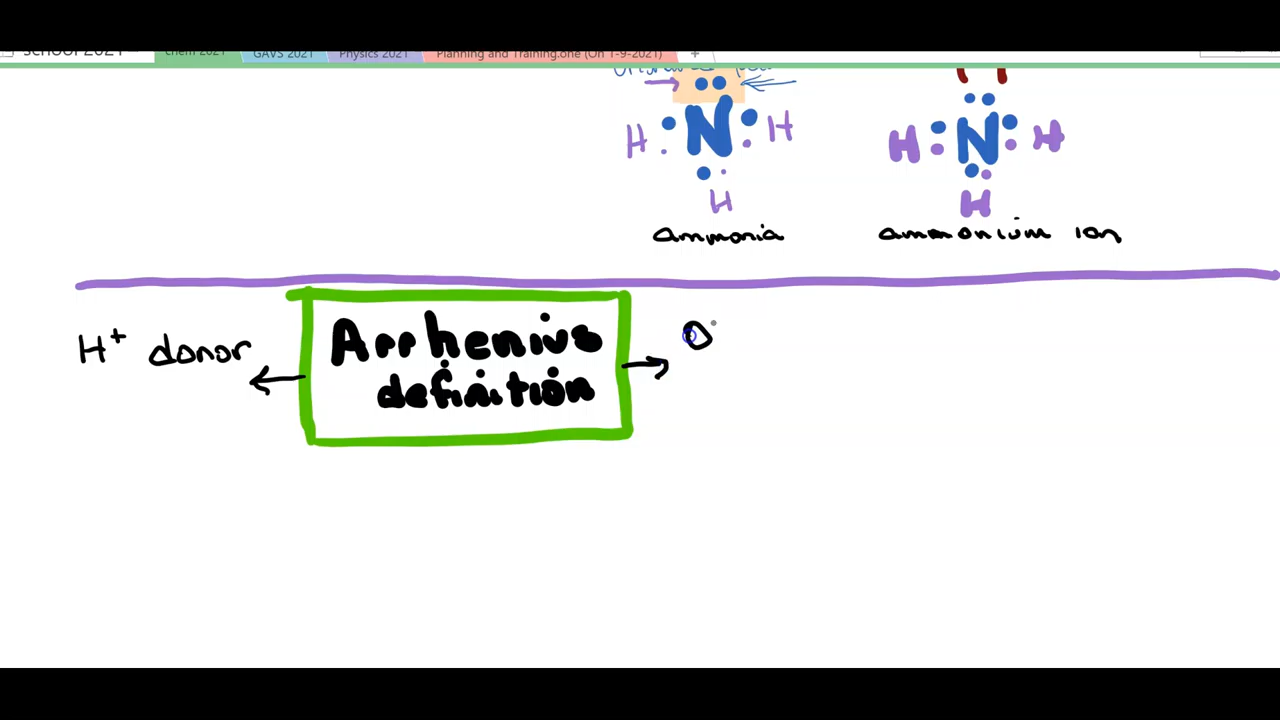 school 2021 chem 2021 GAVS 2021 Physics 2021 Planning and Training.one (On 1-9-2021) +
H N H H N H
H H
ammonia ammonium ion
H+ donor Arrhenius O
definition